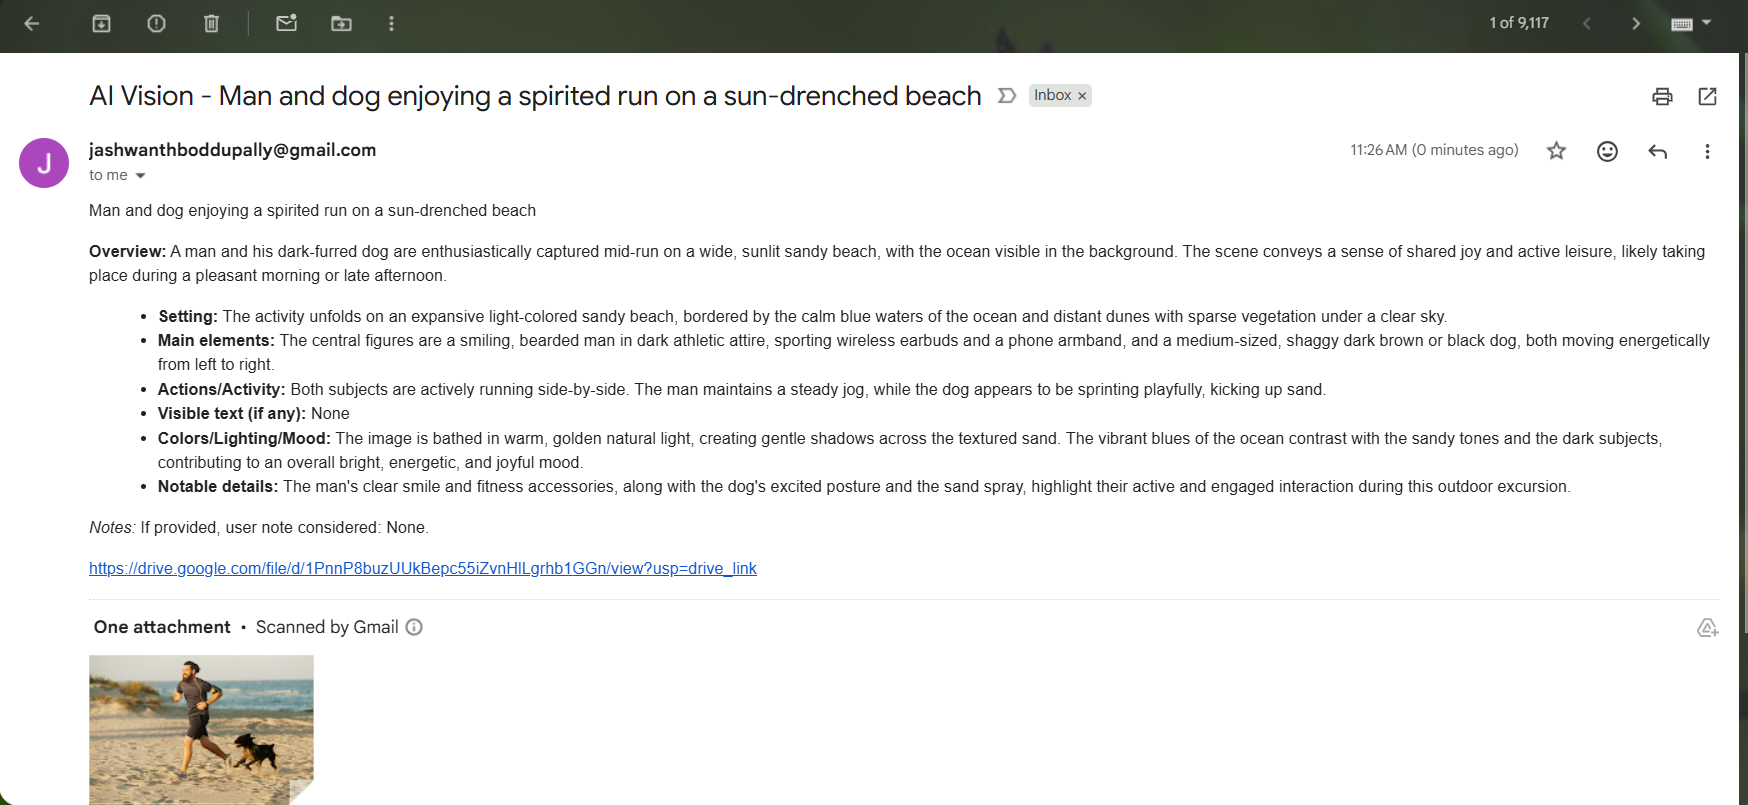 1 of 9,117
AI Vision - Man and dog enjoying a spirited run on a sun-drenched beach
Inbox ×
J
jashwanthboddupally@gmail.com
11:26 AM (0 minutes ago)
to me
Man and dog enjoying a spirited run on a sun-drenched beach
Overview: A man and his dark-furred dog are enthusiastically captured mid-run on a wide, sunlit sandy beach, with the ocean visible in the background. The scene conveys a sense of shared joy and active leisure, likely taking
place during a pleasant morning or late afternoon.
• Setting: The activity unfolds on an expansive light-colored sandy beach, bordered by the calm blue waters of the ocean and distant dunes with sparse vegetation under a clear sky.
• Main elements: The central figures are a smiling, bearded man in dark athletic attire, sporting wireless earbuds and a phone armband, and a medium-sized, shaggy dark brown or black dog, both moving energetically
from left to right.
• Actions/Activity: Both subjects are actively running side-by-side. The man maintains a steady jog, while the dog appears to be sprinting playfully, kicking up sand.
• Visible text (if any): None
• Colors/Lighting/Mood: The image is bathed in warm, golden natural light, creating gentle shadows across the textured sand. The vibrant blues of the ocean contrast with the sandy tones and the dark subjects,
contributing to an overall bright, energetic, and joyful mood.
• Notable details: The man's clear smile and fitness accessories, along with the dog's excited posture and the sand spray, highlight their active and engaged interaction during this outdoor excursion.
Notes: If provided, user note considered: None.
https://drive.google.com/file/d/1PnnP8buzUUkBepc55iZvnHlLgrhb1GGn/view?usp=drive_link
One attachment • Scanned by Gmail